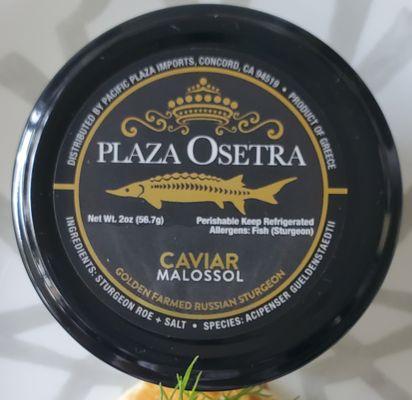 DISTRIBUTED BY PACIFIC PLAZA IMPORTS, CONCORD, CA 94519 • PRODUCT OF GREECE
PLAZA OSETRA
Net Wt. 2oz (56.7g)
Perishable Keep Refrigerated
Allergens: Fish (Sturgeon)
CAVIAR
MALOSSOL
GOLDEN FARMED RUSSIAN STURGEON
INGREDIENTS: STURGEON ROE + SALT • SPECIES: ACIPENSER GUELDENSTAEDTII